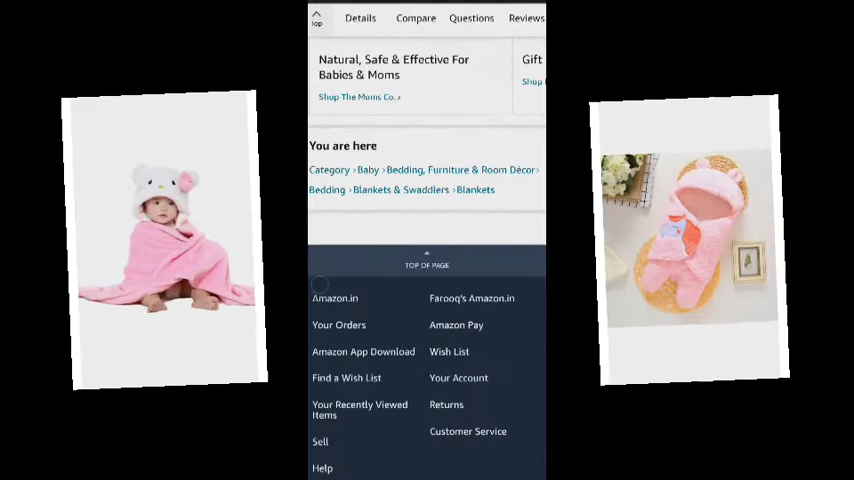 Top
Details
Compare
Questions
Reviews
Natural, Safe & Effective For
Babies & Moms
Shop The Moms Co. ›
Gift
Shop
You are here
Category › Baby › Bedding, Furniture & Room Décor ›
Bedding › Blankets & Swaddlers › Blankets
TOP OF PAGE
Amazon.in
Farooq's Amazon.in
Your Orders
Amazon Pay
Amazon App Download
Wish List
Find a Wish List
Your Account
Your Recently Viewed
Items
Returns
Customer Service
Sell
Help